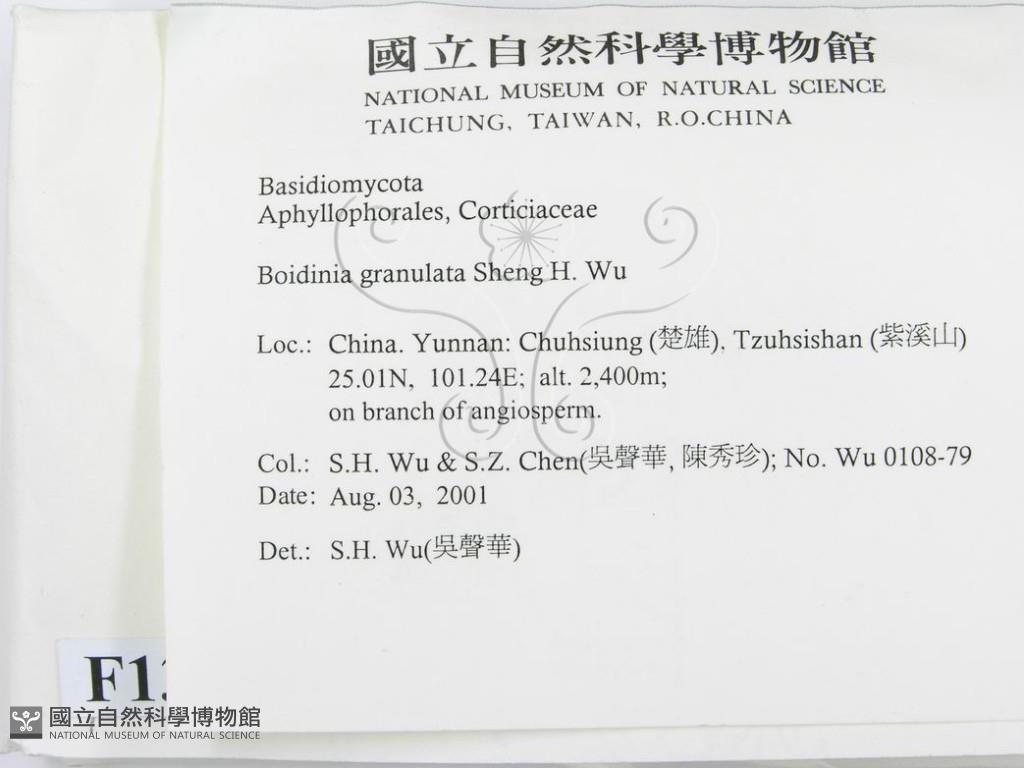 國立自然科學博物館
NATIONAL MUSEUM OF NATURAL SCIENCE
TAICHUNG, TAIWAN, R.O.CHINA
Basidiomycota
Aphyllophorales, Corticiaceae
Boidinia granulata Sheng H. Wu
Loc.: China. Yunnan: Chuhsiung (楚雄), Tzuhsishan (紫溪山)
25.01N, 101.24E; alt. 2,400m;
on branch of angiosperm.
Col.: S.H. Wu & S.Z. Chen(吳聲華, 陳秀珍); No. Wu 0108-79
Date: Aug. 03, 2001
Det.: S.H. Wu(吳聲華)
F1
國立自然科學博物館
NATIONAL MUSEUM OF NATURAL SCIENCE